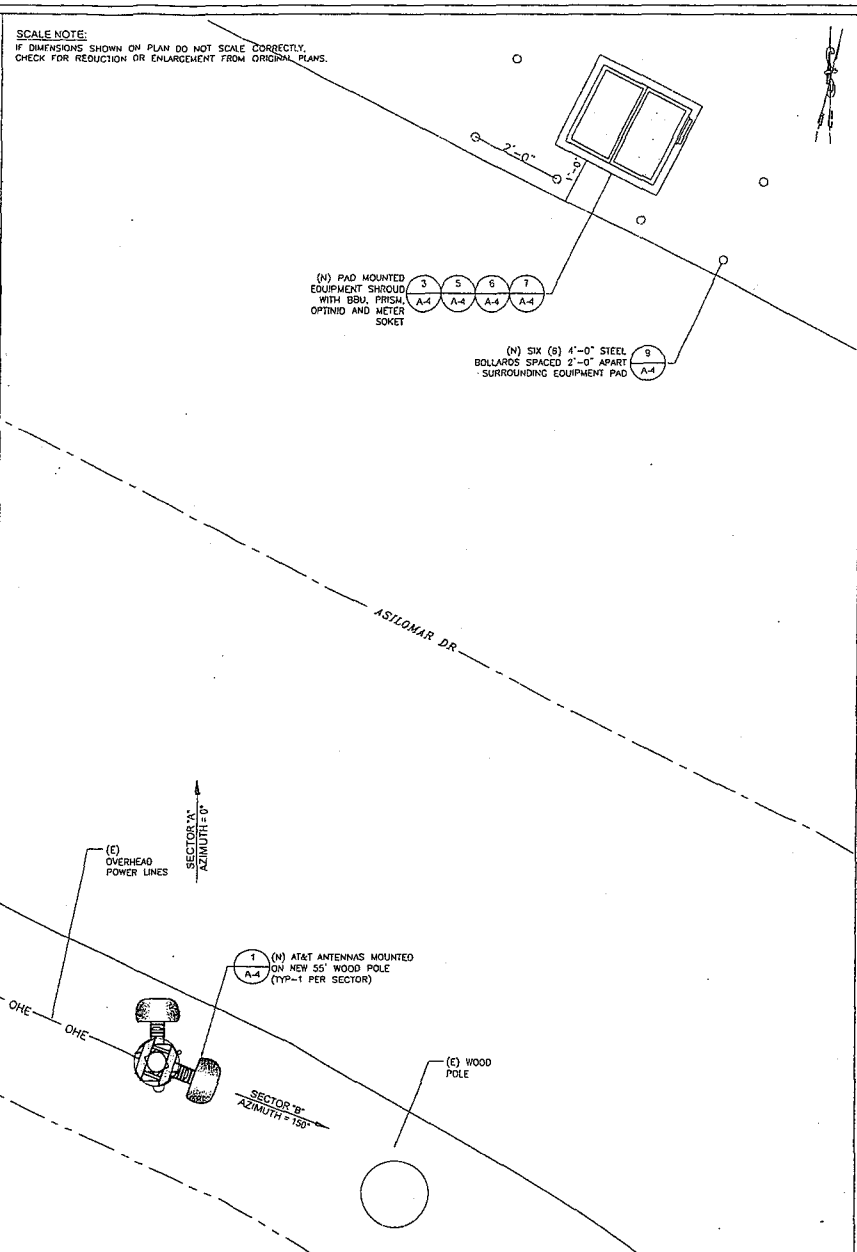 SCALE NOTE:
IF DIMENSIONS SHOWN ON PLAN DO NOT SCALE CORRECTLY,
CHECK FOR REDUCTION OR ENLARGEMENT FROM ORIGINAL PLANS.
2'-0"
1'-0"
(N) PAD MOUNTED
EQUIPMENT SHROUD
WITH BBU, PRISM,
OPTINID AND METER
SOKET
3
A-4
5
A-4
6
A-4
7
A-4
(N) SIX (6) 4'-0" STEEL
BOLLARDS SPACED 2'-0" APART
SURROUNDING EQUIPMENT PAD
9
A-4
ASILOMAR DR
SECTOR "A"
AZIMUTH = 0°
(E)
OVERHEAD
POWER LINES
1
A-4
(N) AT&T ANTENNAS MOUNTED
ON NEW 55' WOOD POLE
(TYP-1 PER SECTOR)
OHE
OHE
SECTOR "B"
AZIMUTH = 150°
(E) WOOD
POLE